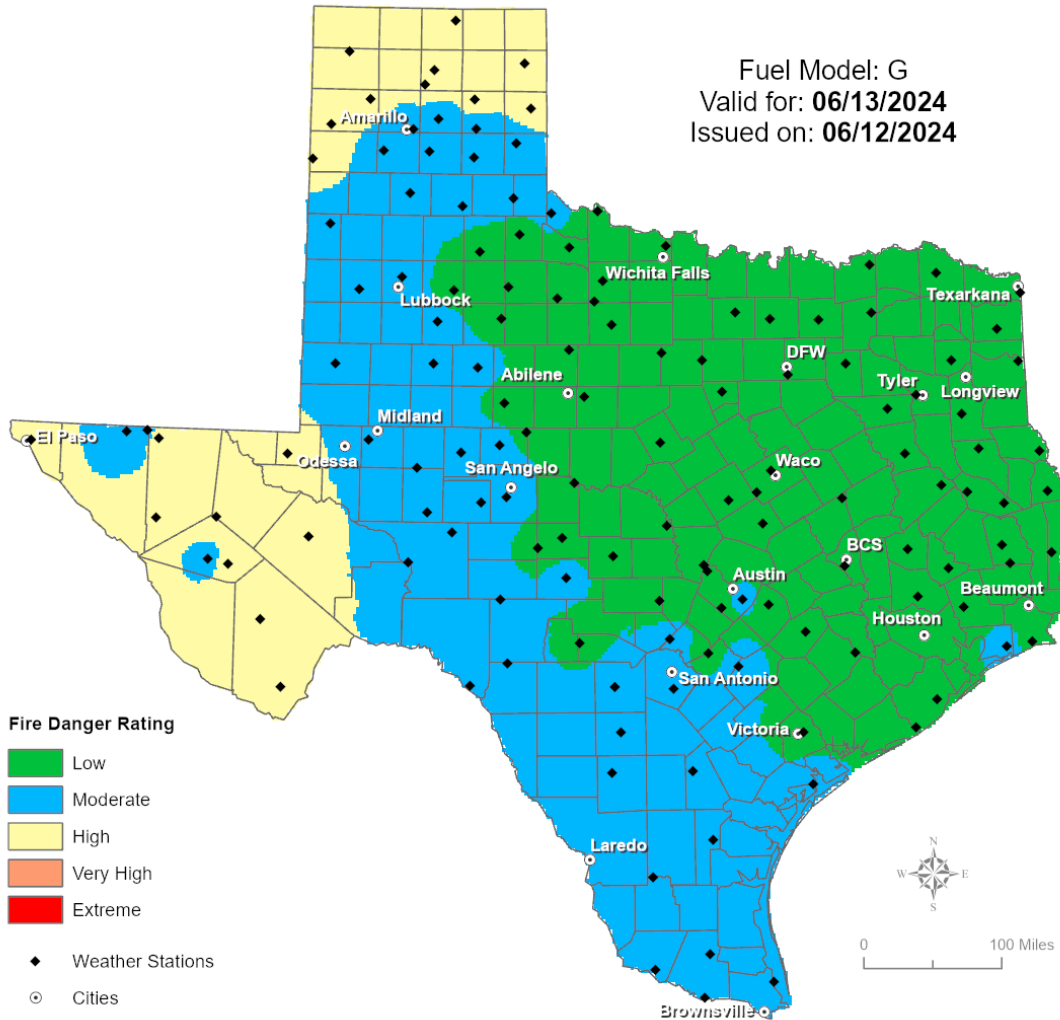 Fuel Model: G
Valid for: 06/13/2024
Issued on: 06/12/2024
Amarillo
Wichita Falls
Lubbock
Texarkana
DFW
Abilene
Tyler
Longview
Midland
El Paso
Odessa
San Angelo
Waco
BCS
Austin
Beaumont
Houston
San Antonio
Victoria
Laredo
Brownsville
Fire Danger Rating
Low
Moderate
High
Very High
Extreme
Weather Stations
Cities
N
W E
S
0 100 Miles